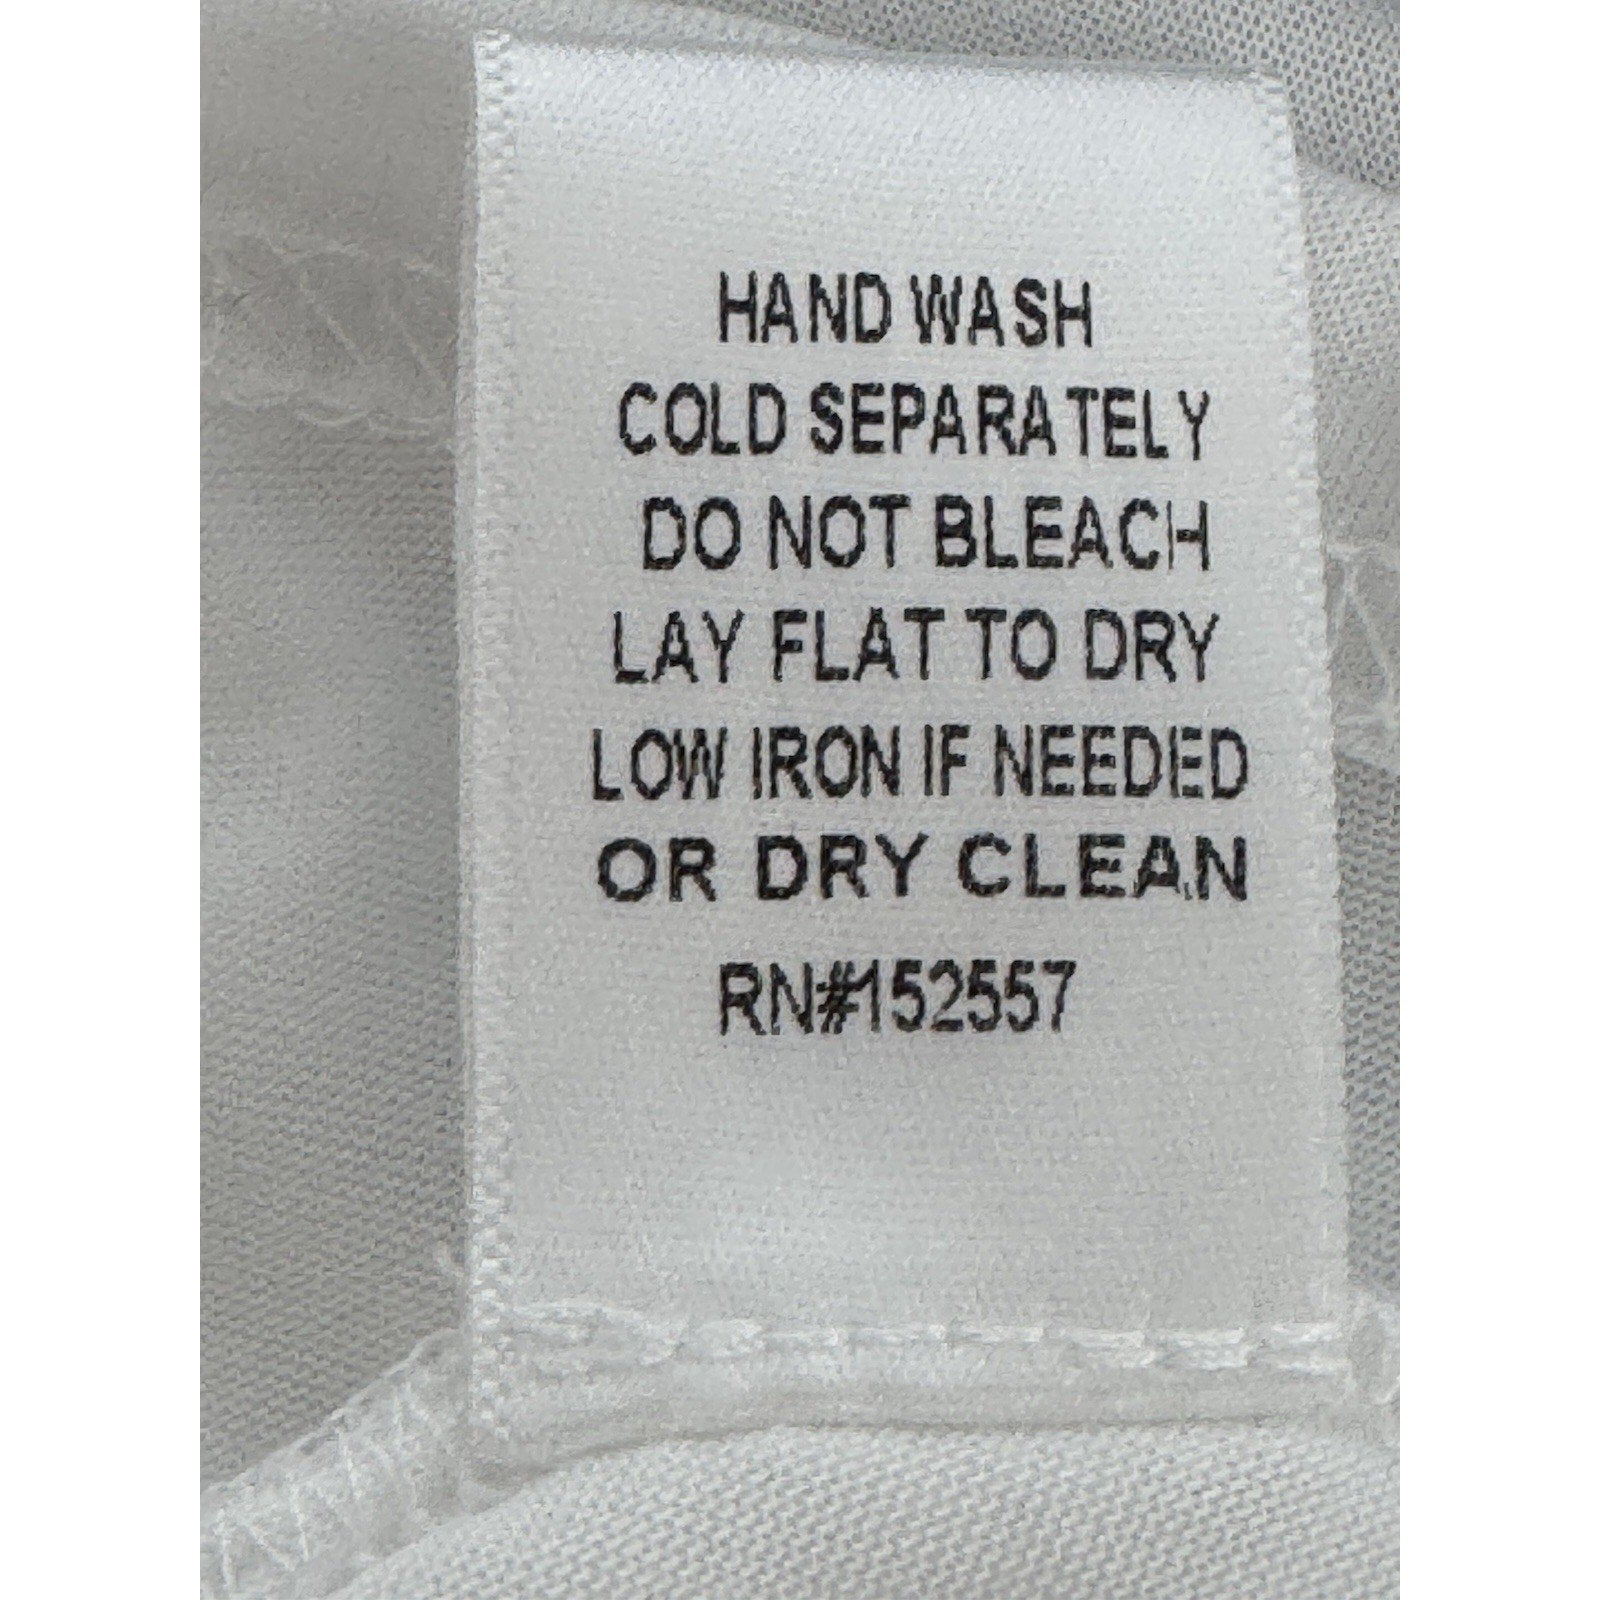 HAND WASH
COLD SEPARATELY
DO NOT BLEACH
LAY FLAT TO DRY
LOW IRON IF NEEDED
OR DRY CLEAN
RN#152557